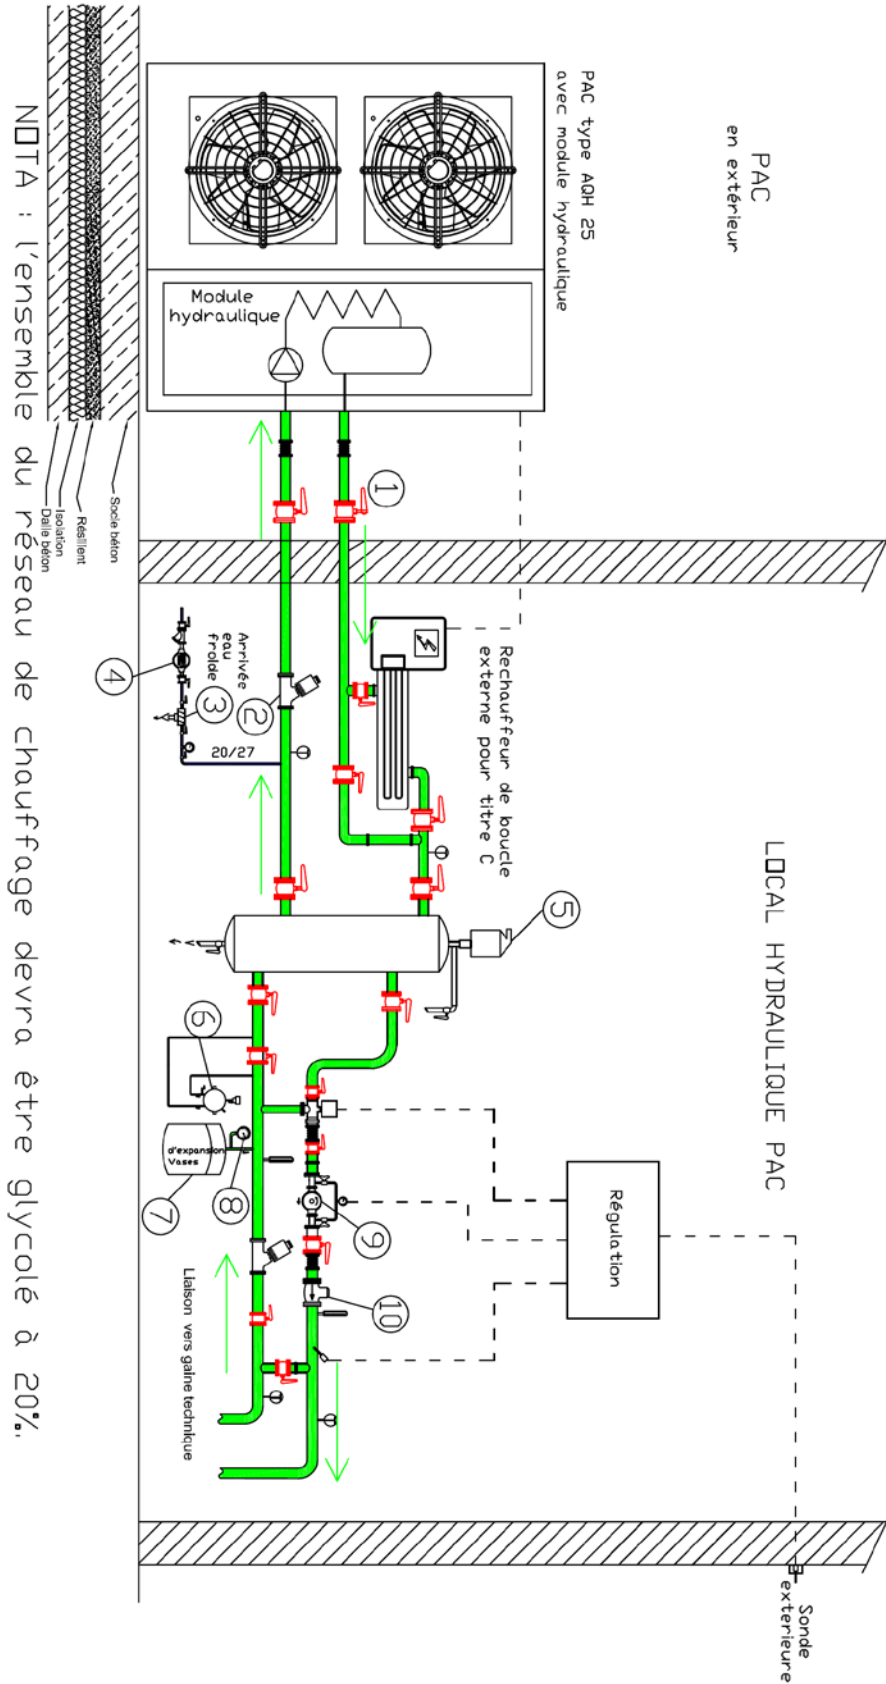 PAC
en extérieur
PAC type AQH 25
avec module hydraulique
Module
hydraulique
LOCAL HYDRAULIQUE PAC
Rechauffeur de boucle
externe pour titre C
Régulation
Sonde
exterieure
1
2
3
4
5
6
7
8
9
10
Arrivée
eau
froide
20/27
d'expansion
Vases
Liaison vers gaine technique
Socle béton
Résilient
Isolation
Dalle béton
NOTA : l'ensemble du réseau de chauffage devra être glycolé à 20%.